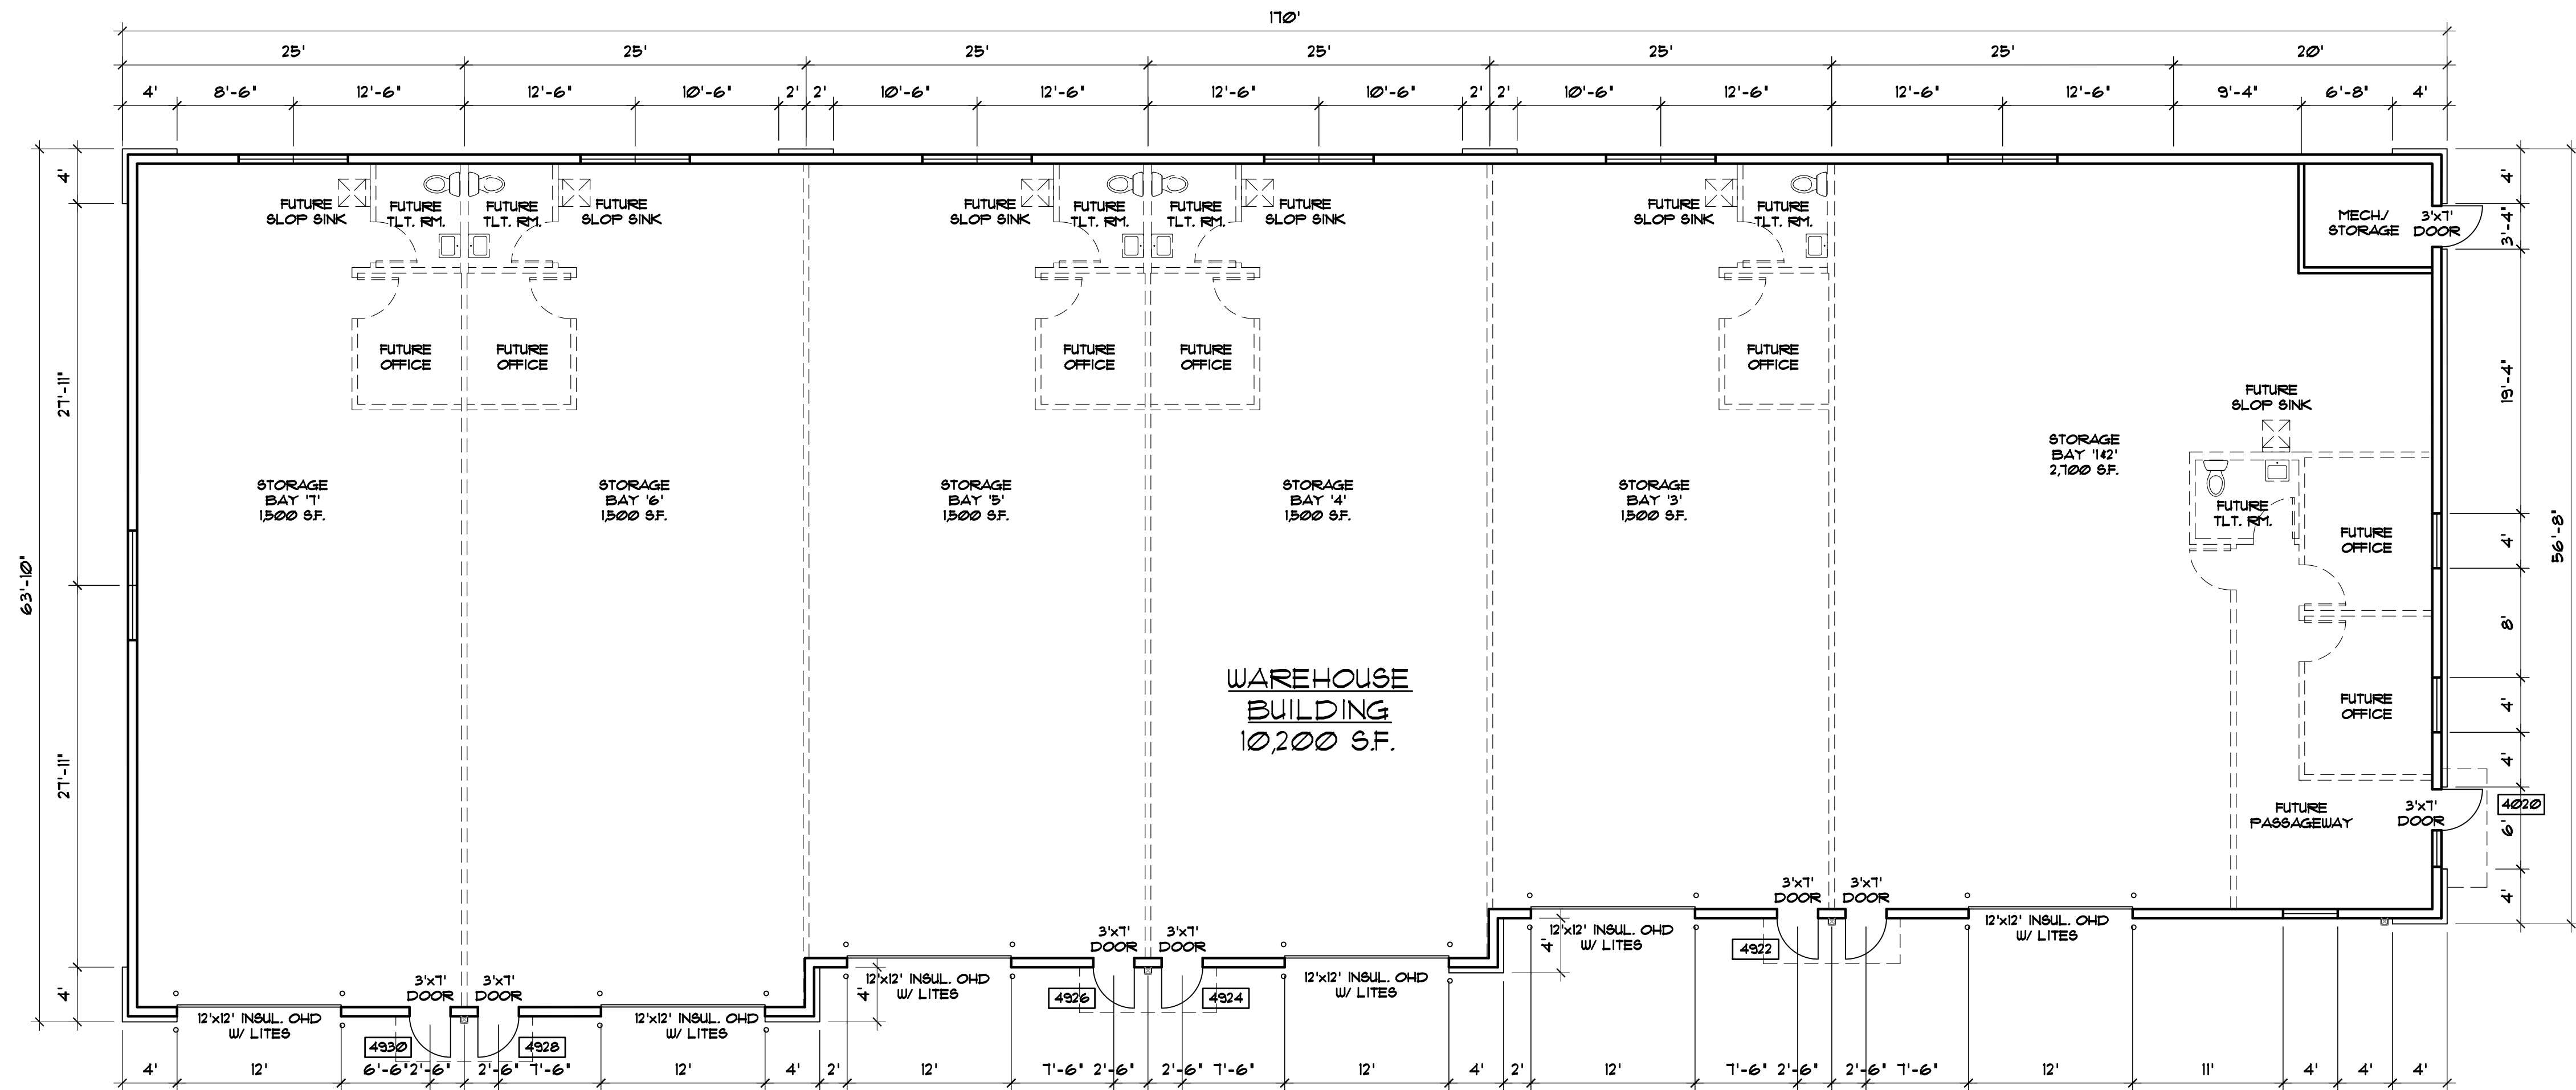 170'
25' 25' 25' 25' 25' 25' 20'
4' 8'-6" 12'-6" 12'-6" 10'-6" 2' 2' 10'-6" 12'-6" 12'-6" 10'-6" 2' 2' 10'-6" 12'-6" 12'-6" 12'-6" 9'-4" 6'-8" 4'
4'
27'-11"
63'-10"
27'-11"
4'
FUTURE
SLOP SINK
FUTURE
TLT. RM.
FUTURE
TLT. RM.
FUTURE
SLOP SINK
FUTURE
SLOP SINK
FUTURE
TLT. RM.
FUTURE
TLT. RM.
FUTURE
SLOP SINK
FUTURE
SLOP SINK
FUTURE
TLT. RM.
MECH./
STORAGE
3'x7'
DOOR
FUTURE
OFFICE
FUTURE
OFFICE
FUTURE
OFFICE
FUTURE
OFFICE
FUTURE
OFFICE
FUTURE
SLOP SINK
STORAGE
BAY '7'
1,500 S.F.
STORAGE
BAY '6'
1,500 S.F.
STORAGE
BAY '5'
1,500 S.F.
STORAGE
BAY '4'
1,500 S.F.
STORAGE
BAY '3'
1,500 S.F.
STORAGE
BAY '1&2'
2,700 S.F.
FUTURE
TLT. RM.
FUTURE
OFFICE
FUTURE
OFFICE
WAREHOUSE
BUILDING
10,200 S.F.
FUTURE
PASSAGEWAY
3'x7'
DOOR
4020
4'
3'-4"
19'-4"
4'
8'
4'
4'
6'
4'
56'-8"
3'x7'
DOOR
3'x7'
DOOR
12'x12' INSUL. OHD
W/ LITES
12'x12' INSUL. OHD
W/ LITES
4930
4928
4'
3'x7'
DOOR
3'x7'
DOOR
12'x12' INSUL. OHD
W/ LITES
12'x12' INSUL. OHD
W/ LITES
4926
4924
4'
3'x7'
DOOR
3'x7'
DOOR
12'x12' INSUL. OHD
W/ LITES
12'x12' INSUL. OHD
W/ LITES
4922
4' 12' 6'-6" 2'-6" 2'-6" 7'-6" 12' 4' 2' 12' 7'-6" 2'-6" 2'-6" 7'-6" 12' 4' 2' 12' 7'-6" 2'-6" 2'-6" 7'-6" 12' 11' 4' 4' 4'